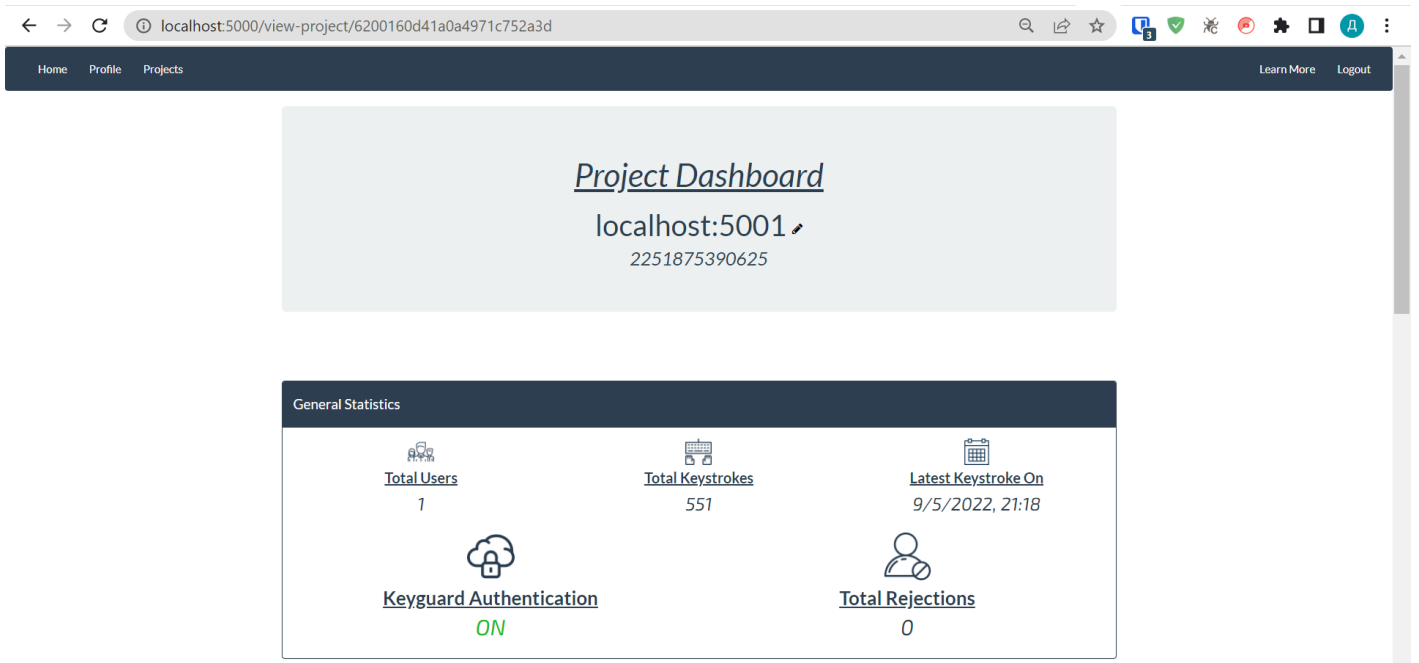 localhost:5000/view-project/6200160d41a0a4971c752a3d
3
Д
Home Profile Projects Learn More Logout
Project Dashboard
localhost:5001
2251875390625
General Statistics
Total Users Total Keystrokes Latest Keystroke On
1 551 9/5/2022, 21:18
Keyguard Authentication Total Rejections
ON 0